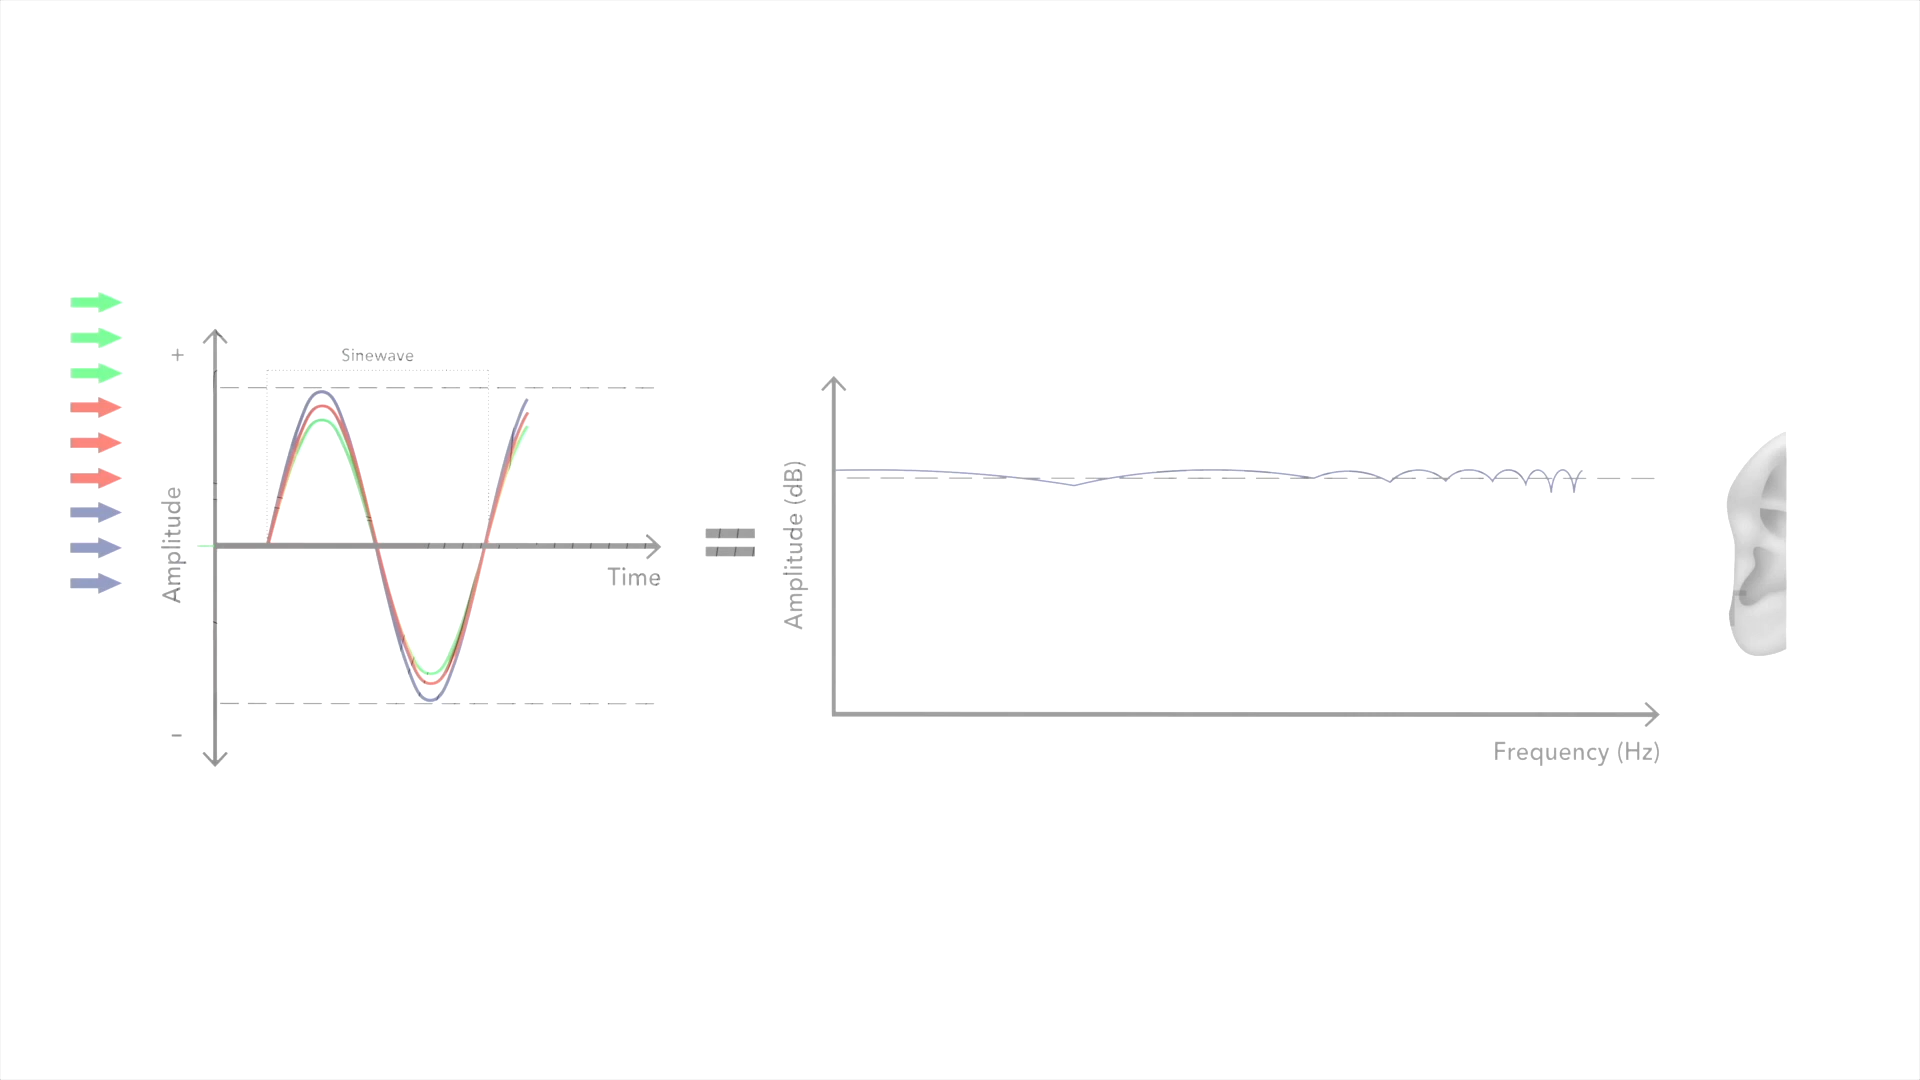 +
Sinewave
Amplitude
Time
–
Amplitude (dB)
Frequency (Hz)